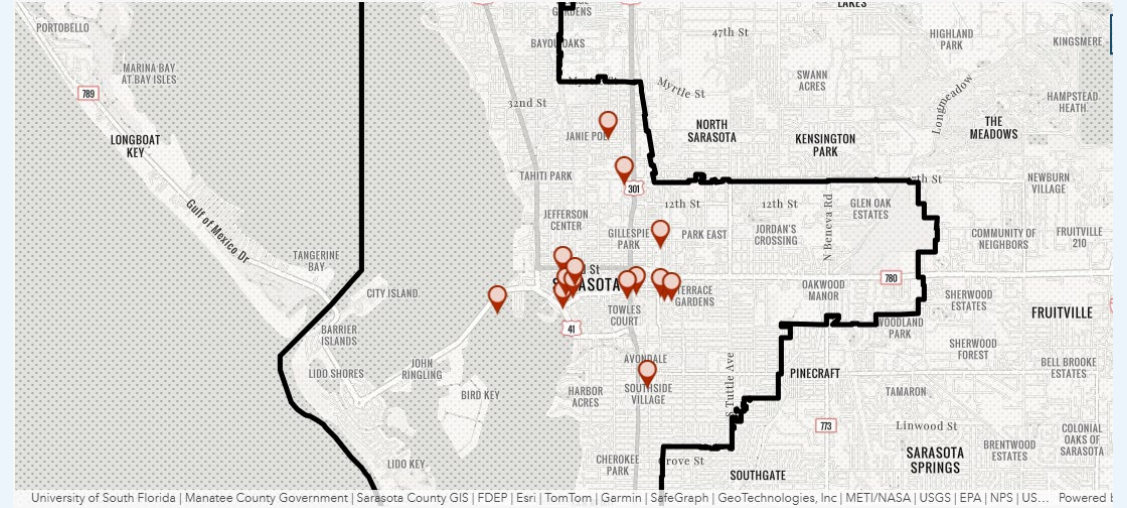 LAKES
GARDENS
PORTOBELLO
47th St
HIGHLAND
PARK
KINGSMERE
BAYOU OAKS
MARINA BAY
AT BAY ISLES
SWANN
ACRES
Myrtle St
789
32nd St
Longmeadow
HAMPSTEAD
HEATH
THE
MEADOWS
LONGBOAT
KEY
JANIE PO
NORTH
SARASOTA
KENSINGTON
PARK
TAHITI PARK
301
7th St
NEWBURN
VILLAGE
12th St
12th St
GLEN OAK
ESTATES
Gulf of Mexico Dr
JEFFERSON
CENTER
N Beneva Rd
GILLESPIE
PARK
PARK EAST
JORDAN'S
CROSSING
COMMUNITY OF
NEIGHBORS
FRUITVILLE
210
TANGERINE
BAY
d St
780
SARASOTA
CITY ISLAND
TERRACE
GARDENS
OAKWOOD
MANOR
SHERWOOD
ESTATES
TOWLES
COURT
FRUITVILLE
BARRIER
ISLANDS
41
WOODLAND
PARK
SHERWOOD
FOREST
AVONDALE
JOHN
RINGLING
LIDO SHORES
S Tuttle Ave
PINECRAFT
BELL BROOKE
ESTATES
BIRD KEY
HARBOR
ACRES
SOUTHSIDE
VILLAGE
TAMARON
773
Linwood St
COLONIAL
OAKS OF
SARASOTA
BRENTWOOD
ESTATES
SARASOTA
SPRINGS
LIDO KEY
CHEROKEE
PARK
rove St
SOUTHGATE
University of South Florida | Manatee County Government | Sarasota County GIS | FDEP | Esri | TomTom | Garmin | SafeGraph | GeoTechnologies, Inc | METI/NASA | USGS | EPA | NPS | US... Powered b